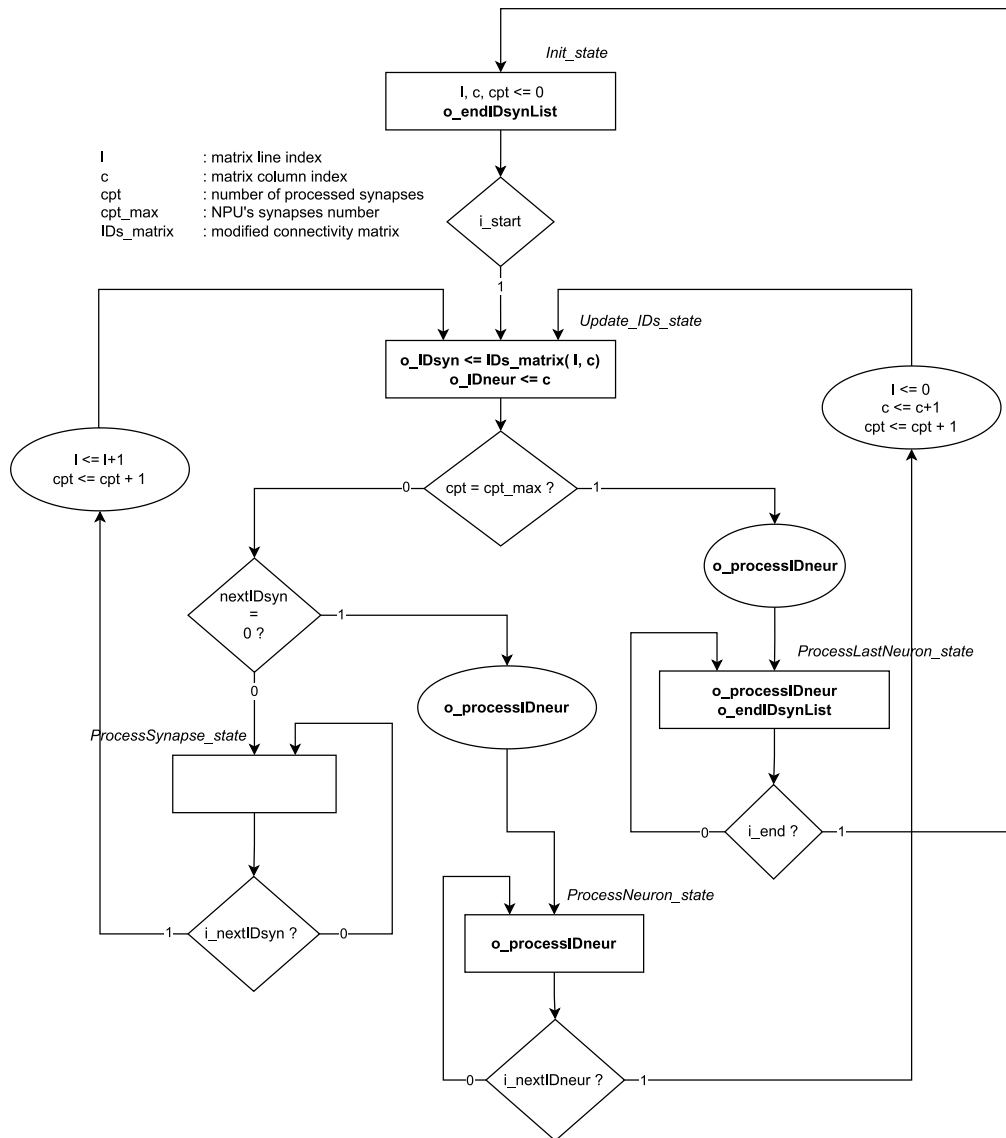 Init_state
l, c, cpt <= 0
o_endIDsynList
l : matrix line index
c : matrix column index
cpt : number of processed synapses
cpt_max : NPU's synapses number
IDs_matrix : modified connectivity matrix
i_start
1
Update_IDs_state
o_IDsyn <= IDs_matrix( l, c)
o_IDneur <= c
l <= 0
c <= c+1
cpt <= cpt + 1
l <= l+1
cpt <= cpt + 1
0
cpt = cpt_max ?
1
o_processIDneur
nextIDsyn
=
0 ?
1
0
ProcessLastNeuron_state
o_processIDneur
o_endIDsynList
o_processIDneur
ProcessSynapse_state
0
i_end ?
1
ProcessNeuron_state
1
i_nextIDsyn ?
0
o_processIDneur
0
i_nextIDneur ?
1